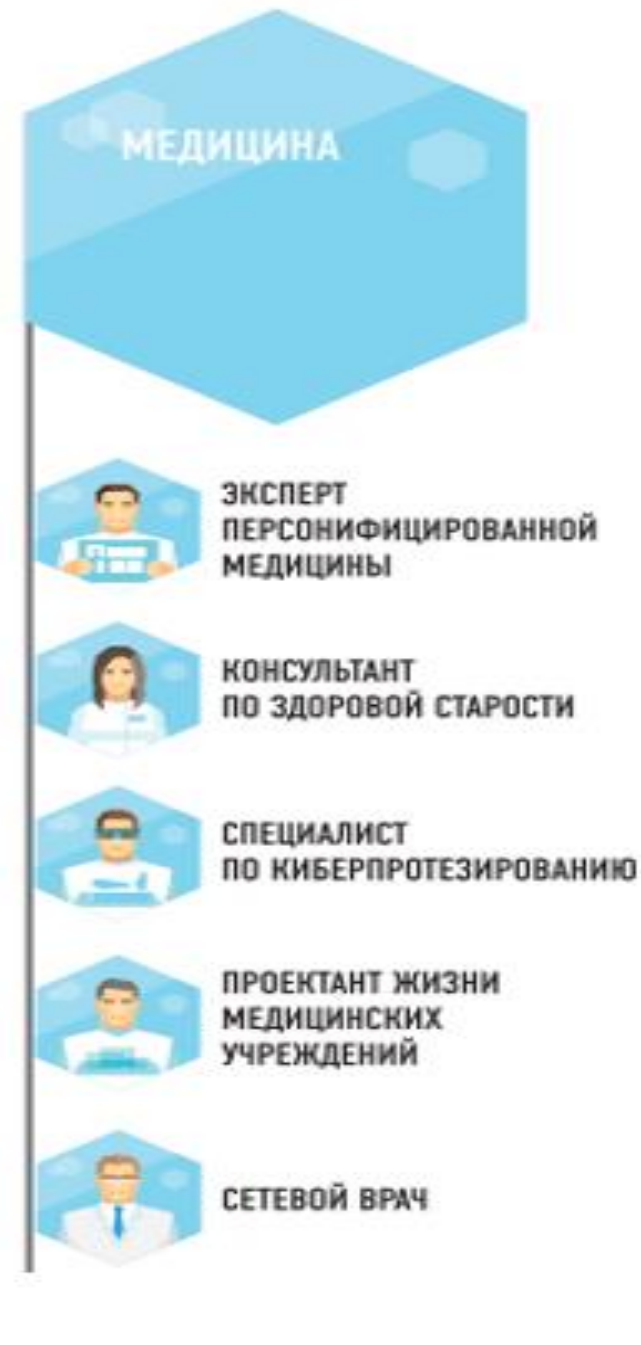 МЕДИЦИНА
ЭКСПЕРТ
ПЕРСОНИФИЦИРОВАННОЙ
МЕДИЦИНЫ
КОНСУЛЬТАНТ
ПО ЗДОРОВОЙ СТАРОСТИ
СПЕЦИАЛИСТ
ПО КИБЕРПРОТЕЗИРОВАНИЮ
ПРОЕКТАНТ ЖИЗНИ
МЕДИЦИНСКИХ
УЧРЕЖДЕНИЙ
СЕТЕВОЙ ВРАЧ